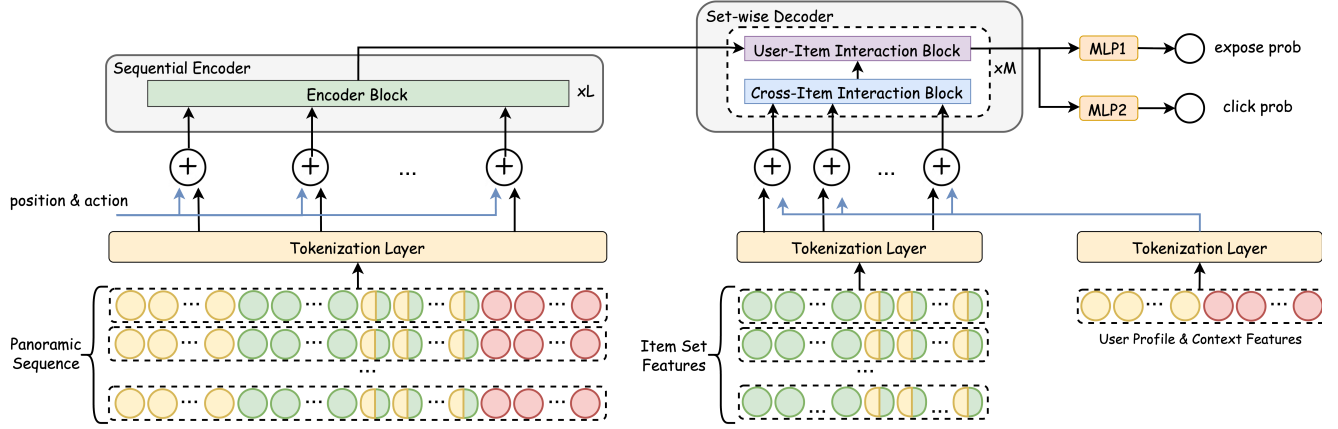 Set-wise Decoder
User-Item Interaction Block
Cross-Item Interaction Block
xM
MLP1
expose prob
MLP2
click prob
Sequential Encoder
Encoder Block
xL
...
...
position & action
Tokenization Layer
Tokenization Layer
Tokenization Layer
Panoramic
Sequence
...
Item Set
Features
...
User Profile & Context Features